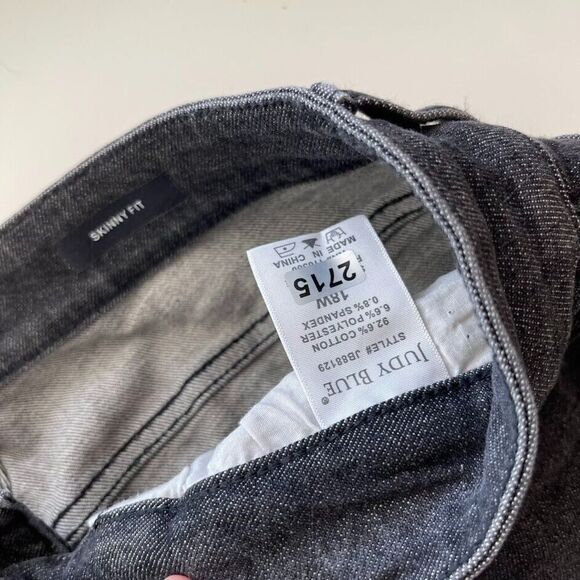 SKINNY FIT
JUDY BLUE®
STYLE# JB88129
92.6% COTTON
6.6% POLYESTER
0.8% SPANDEX
1RW
2715
MADE IN CHINA